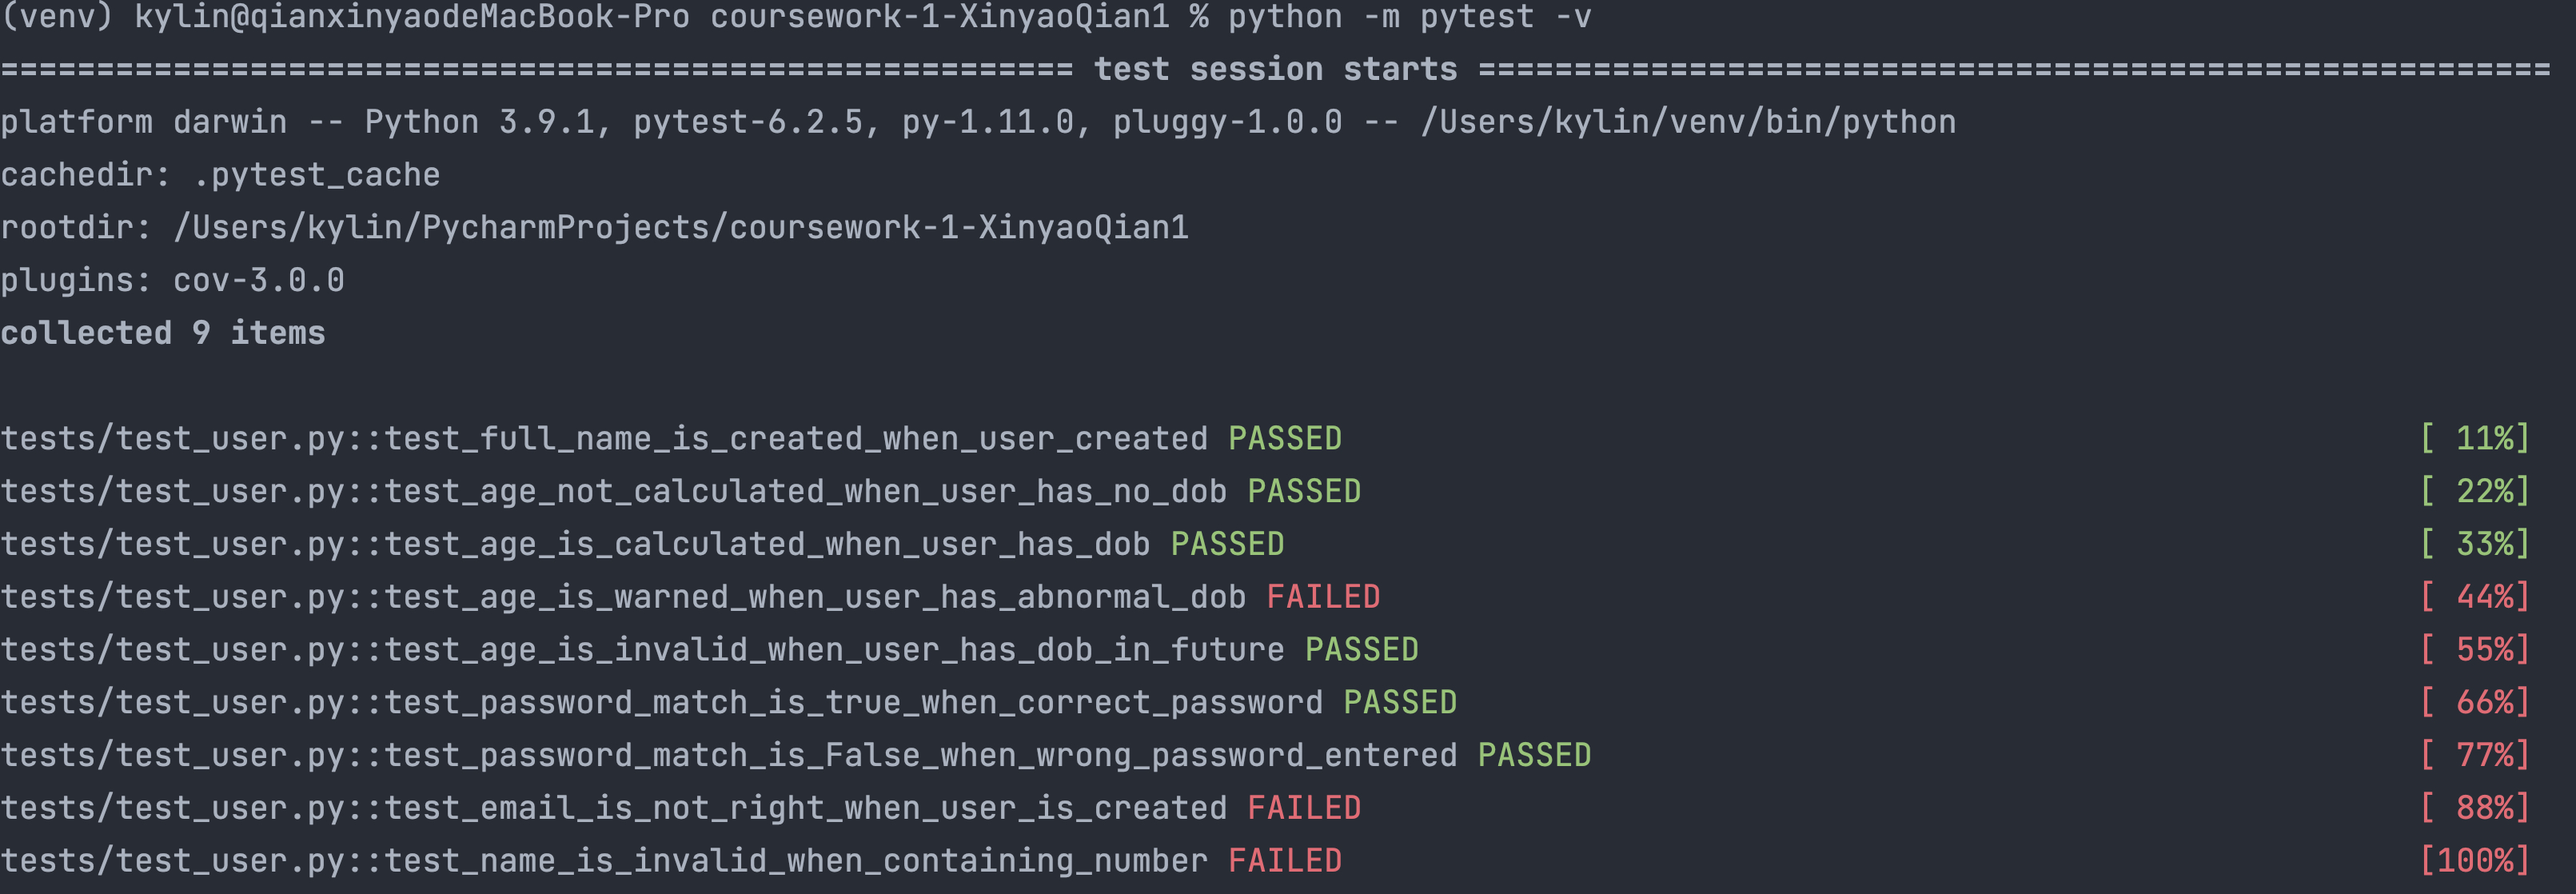 (venv) kylin@qianxinyaodeMacBook-Pro coursework-1-XinyaoQian1 % python -m pytest -v
======================================================== test session starts ========================================================
platform darwin -- Python 3.9.1, pytest-6.2.5, py-1.11.0, pluggy-1.0.0 -- /Users/kylin/venv/bin/python
cachedir: .pytest_cache
rootdir: /Users/kylin/PycharmProjects/coursework-1-XinyaoQian1
plugins: cov-3.0.0
collected 9 items
tests/test_user.py::test_full_name_is_created_when_user_created PASSED [ 11%]
tests/test_user.py::test_age_not_calculated_when_user_has_no_dob PASSED [ 22%]
tests/test_user.py::test_age_is_calculated_when_user_has_dob PASSED [ 33%]
tests/test_user.py::test_age_is_warned_when_user_has_abnormal_dob FAILED [ 44%]
tests/test_user.py::test_age_is_invalid_when_user_has_dob_in_future PASSED [ 55%]
tests/test_user.py::test_password_match_is_true_when_correct_password PASSED [ 66%]
tests/test_user.py::test_password_match_is_False_when_wrong_password_entered PASSED [ 77%]
tests/test_user.py::test_email_is_not_right_when_user_is_created FAILED [ 88%]
tests/test_user.py::test_name_is_invalid_when_containing_number FAILED [100%]